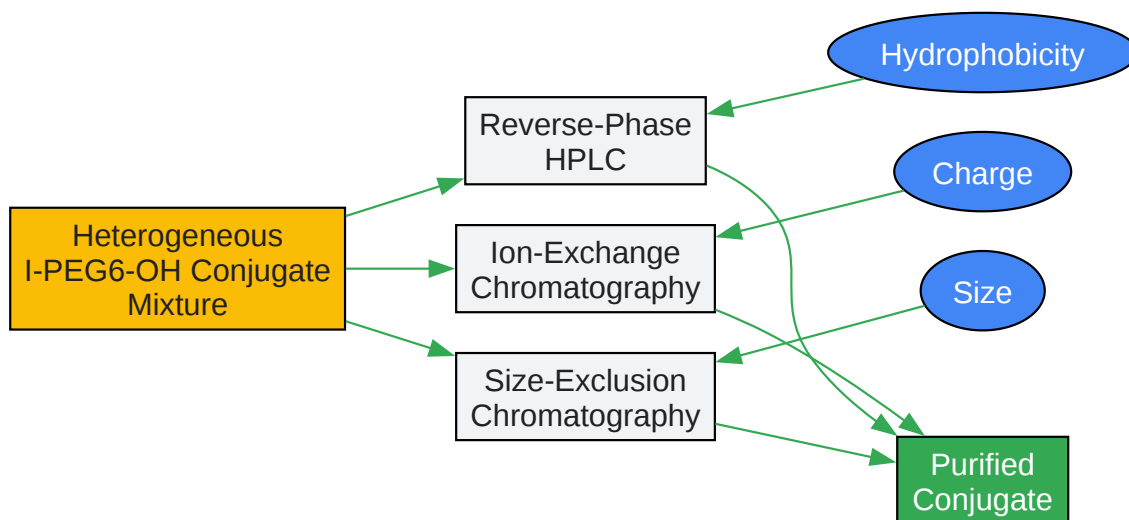 Heterogeneous
I-PEG6-OH Conjugate
Mixture
Reverse-Phase
HPLC
Ion-Exchange
Chromatography
Size-Exclusion
Chromatography
Hydrophobicity
Charge
Size
Purified
Conjugate